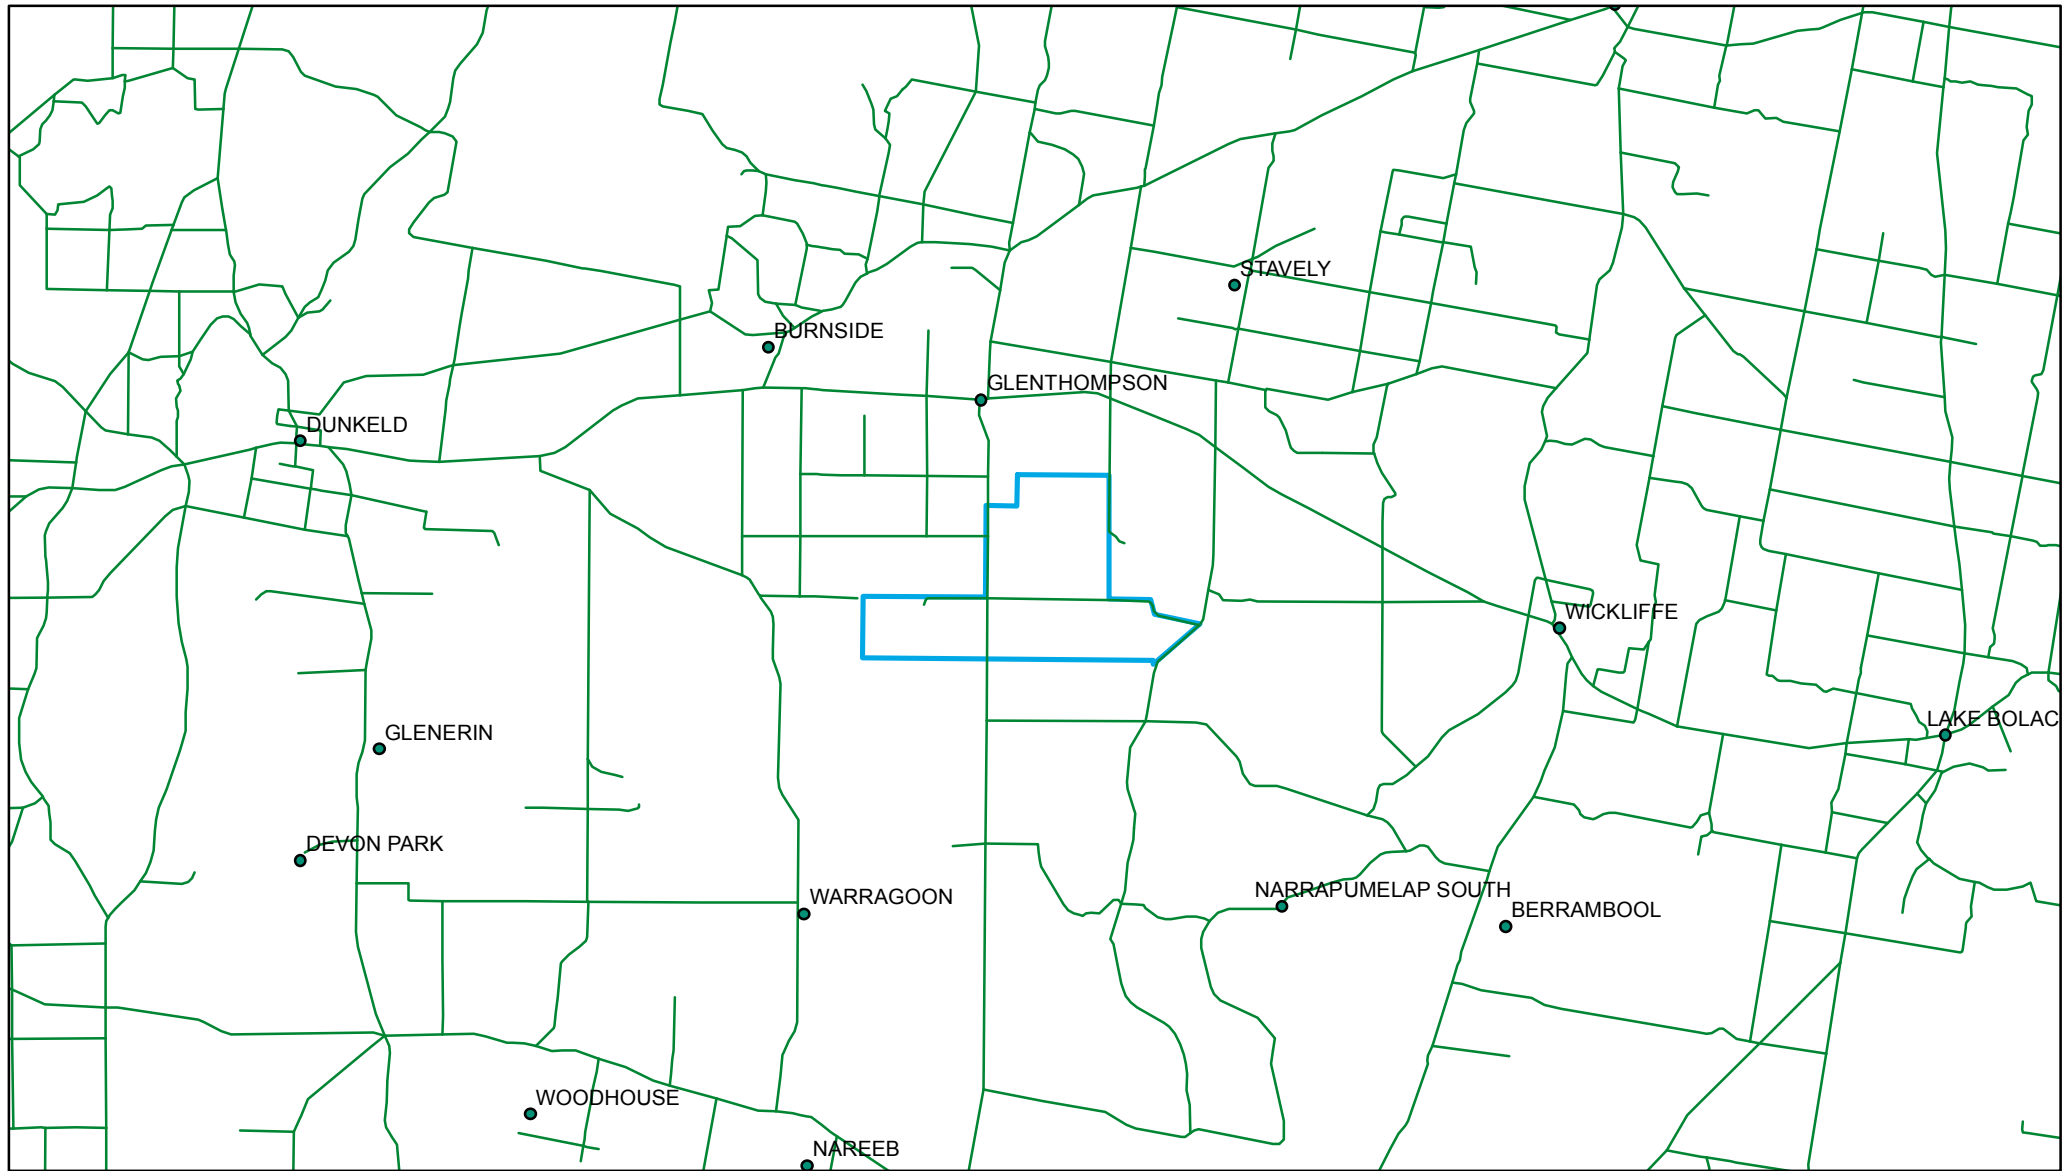 STAVELY
BURNSIDE
GLENTHOMPSON
DUNKELD
WICKLIFFE
LAKE BOLAC
GLENERIN
DEVON PARK
NARRAPUMELAP SOUTH
WARRAGOON
BERRAMBOOL
WOODHOUSE
NAREEB